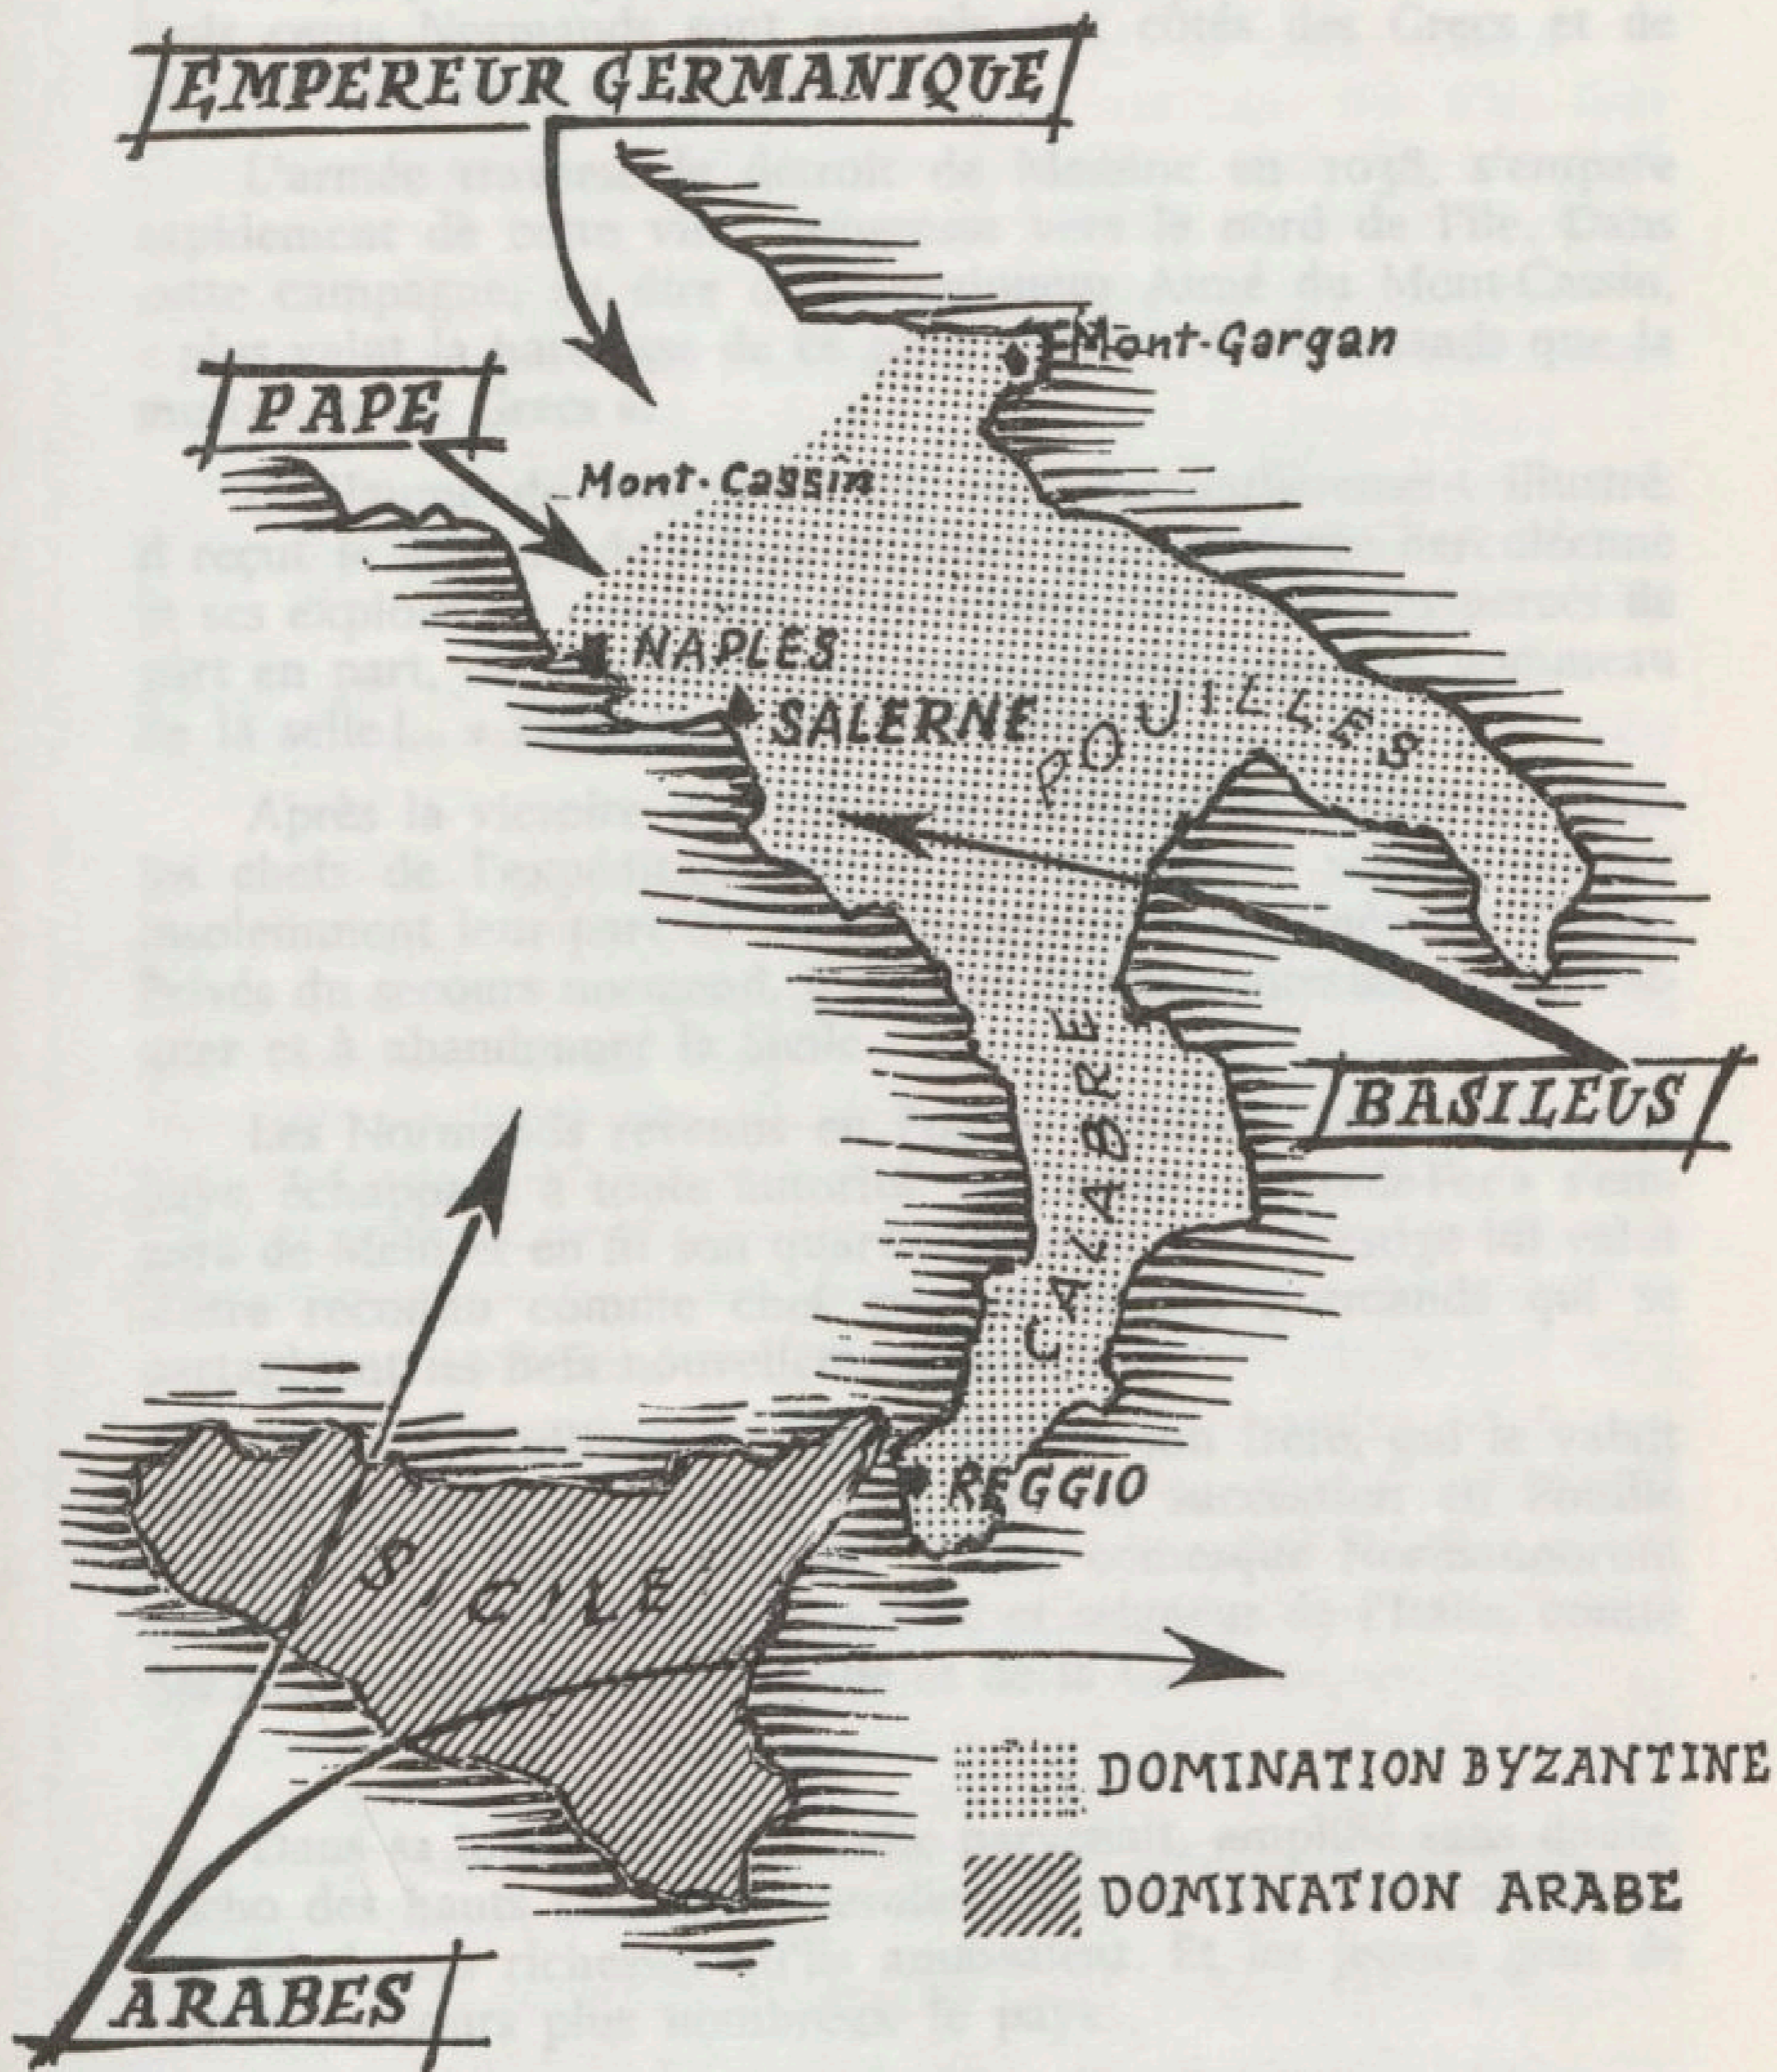 EMPEREUR GERMANIQUE
Mont-Gargan
PAPE
Mont-Cassin
NAPLES
SALERNE
POUILLES
BASILEUS
CALABRE
REGGIO
SICILE
DOMINATION BYZANTINE
DOMINATION ARABE
ARABES